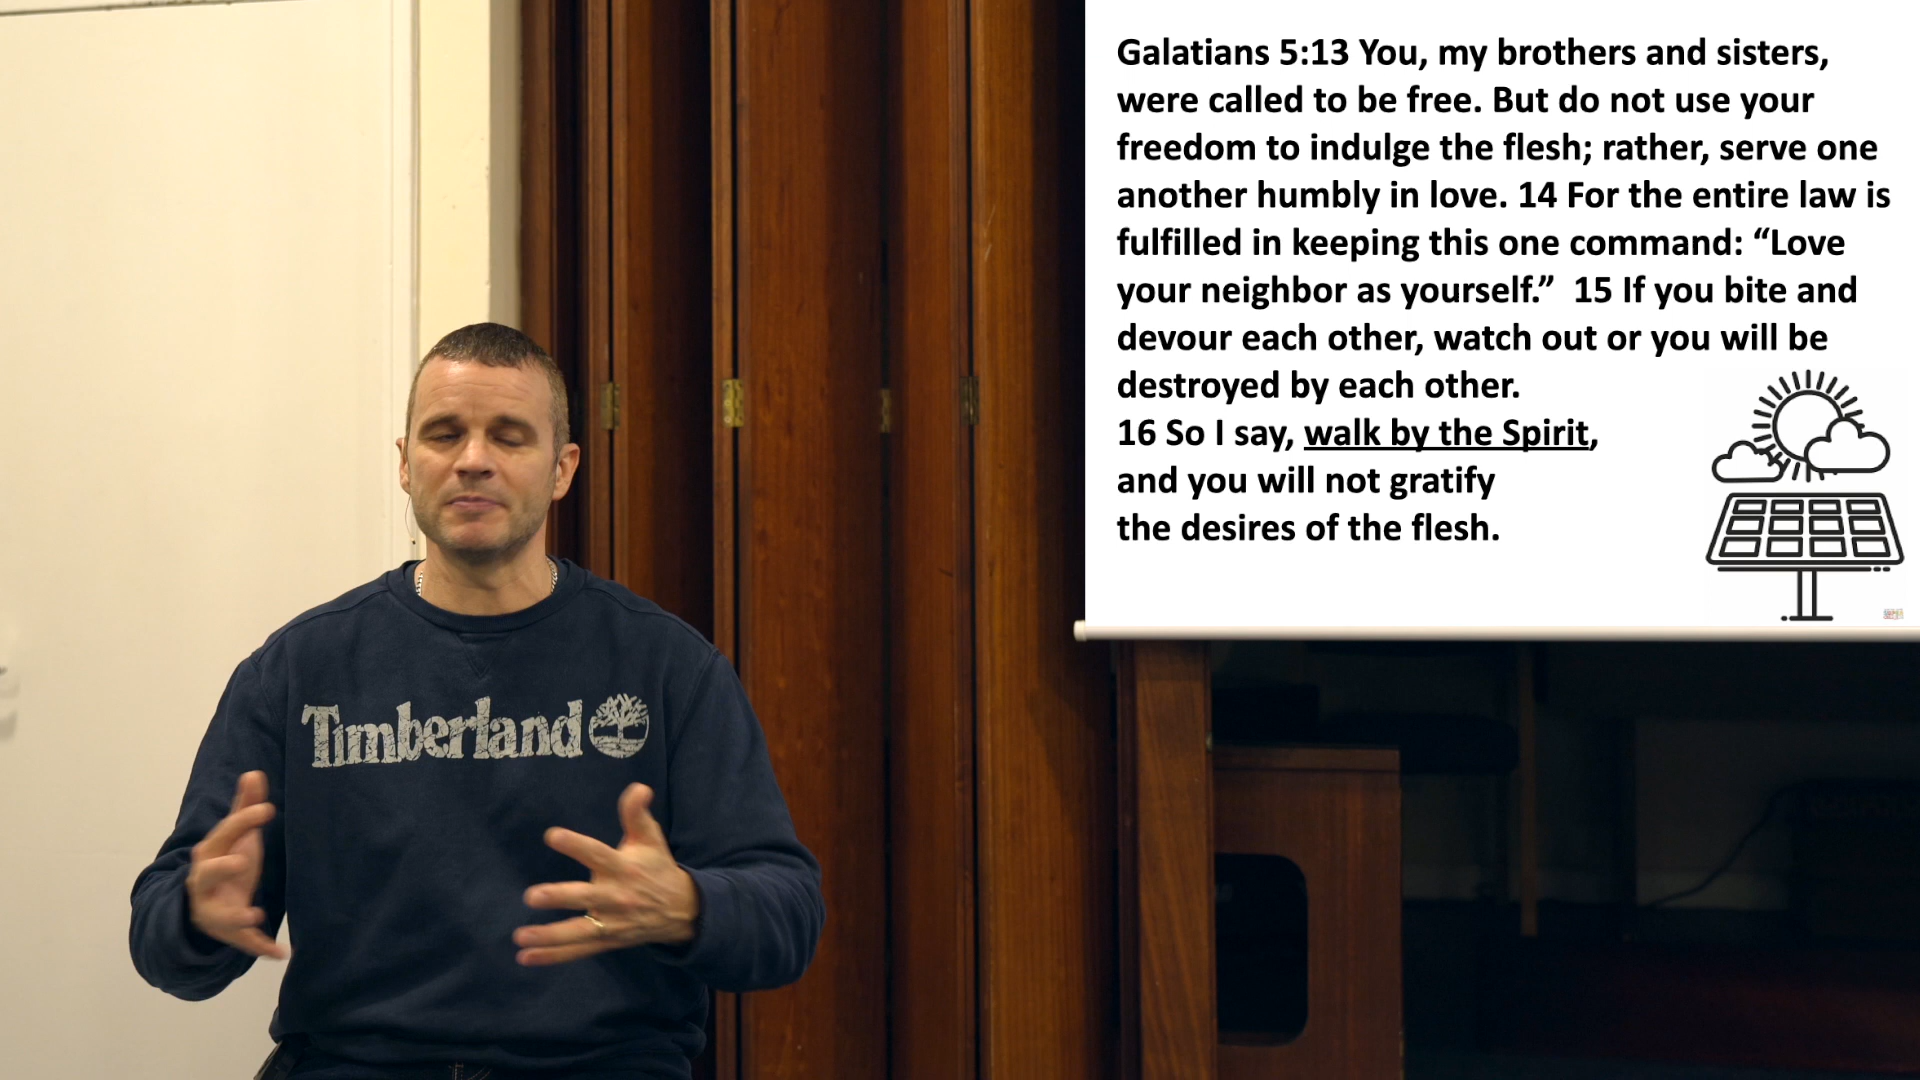 Galatians 5:13 You, my brothers and sisters,
were called to be free. But do not use your
freedom to indulge the flesh; rather, serve one
another humbly in love. 14 For the entire law is
fulfilled in keeping this one command: “Love
your neighbor as yourself.”  15 If you bite and
devour each other, watch out or you will be
destroyed by each other.
16 So I say, walk by the Spirit,
and you will not gratify
the desires of the flesh.
Timberland